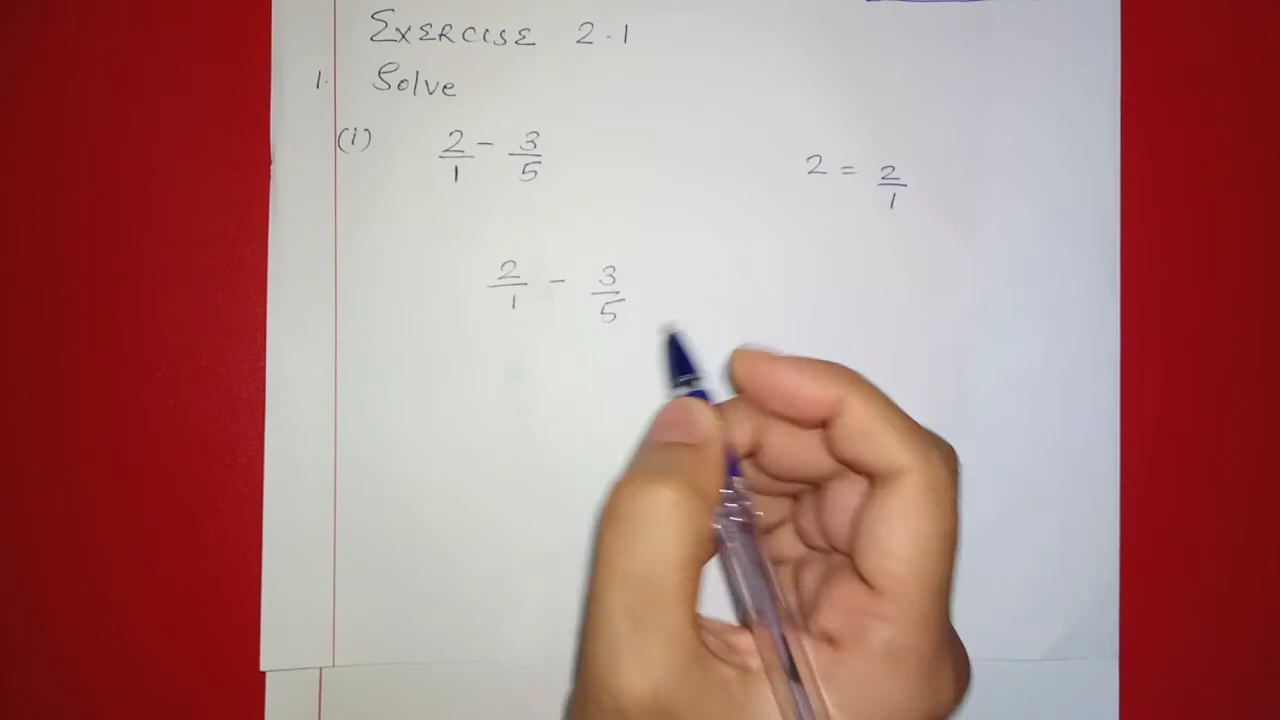 EXERCISE 2.1
1. Solve
(i) 2/1 - 3/5
2 = 2/1
2/1 - 3/5